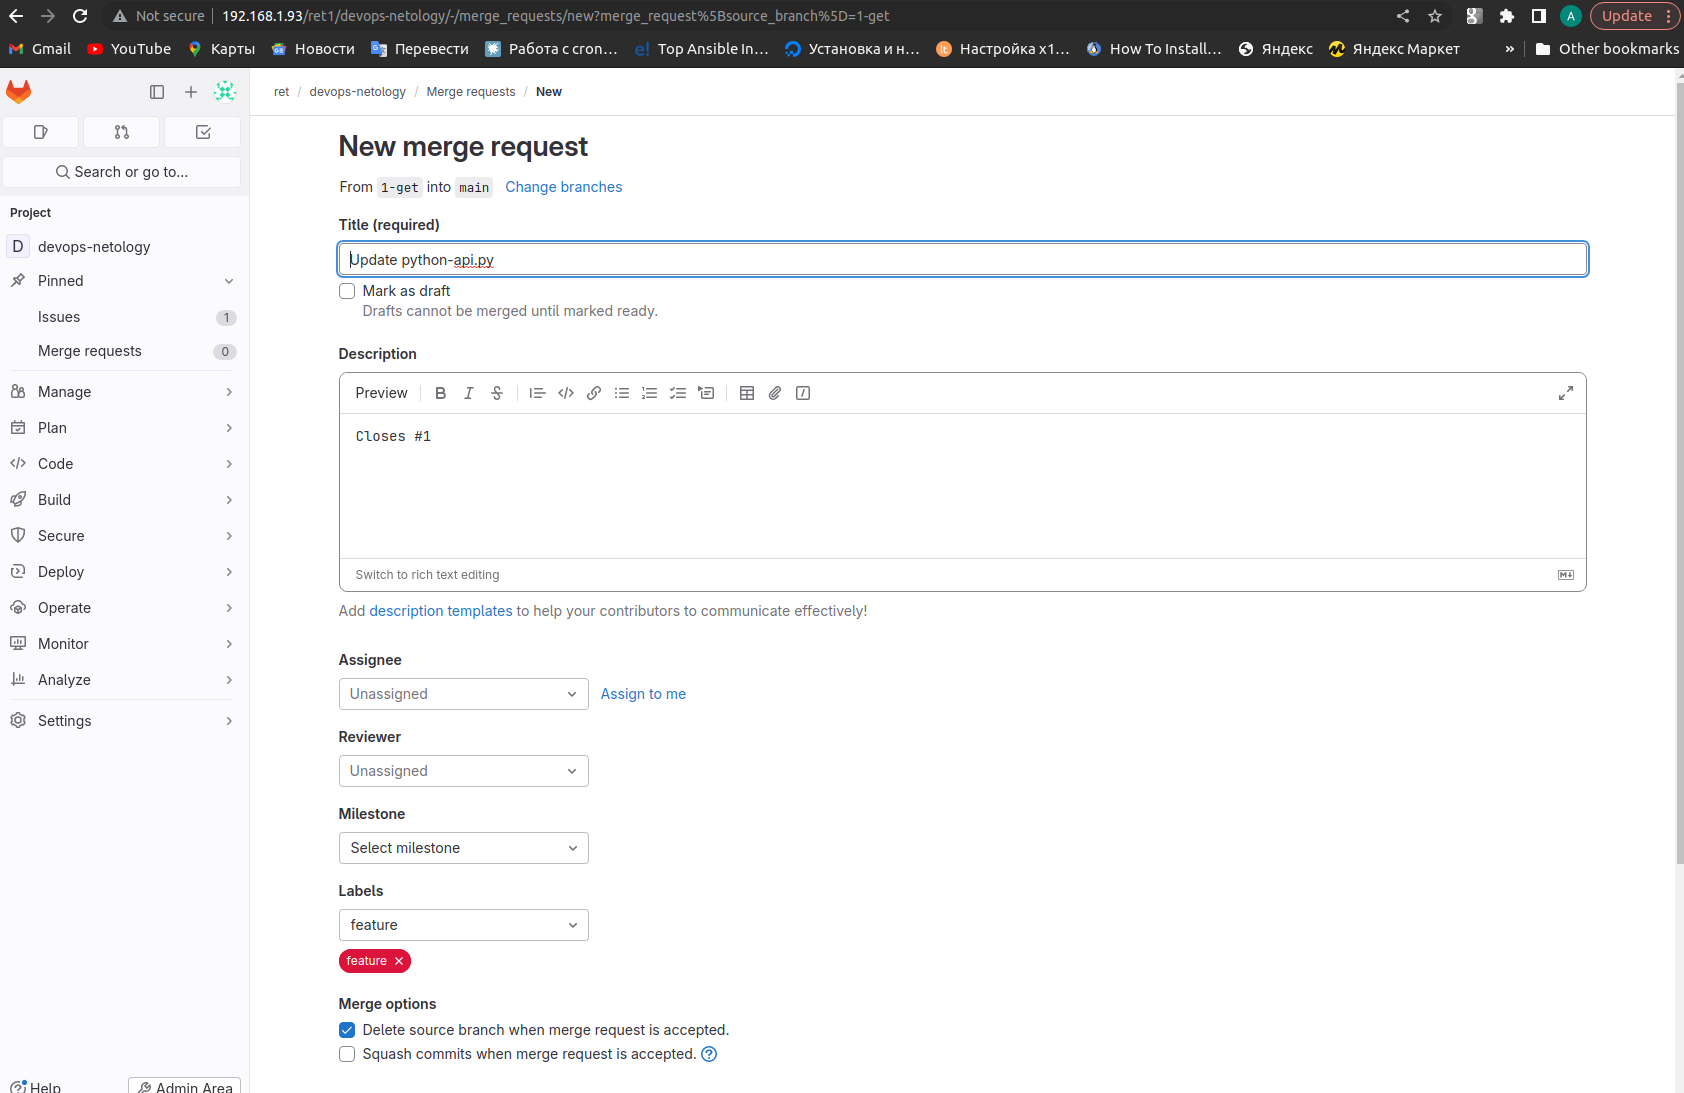 Not secure 192.168.1.93/ret1/devops-netology/-/merge_requests/new?merge_request%5Bsource_branch%5D=1-get A Update
Gmail YouTube Карты Новости Перевести Работа с cron... Top Ansible In... Установка и н... Настройка x1... How To Install... Яндекс Яндекс Маркет » Other bookmarks
ret / devops-netology / Merge requests / New
Search or go to...
Project
D devops-netology
Pinned
Issues 1
Merge requests 0
Manage
Plan
Code
Build
Secure
Deploy
Operate
Monitor
Analyze
Settings
Help Admin Area
New merge request
From 1-get into main Change branches
Title (required)
Update python-api.py
Mark as draft
Drafts cannot be merged until marked ready.
Description
Preview
Closes #1
Switch to rich text editing
Add description templates to help your contributors to communicate effectively!
Assignee
Unassigned Assign to me
Reviewer
Unassigned
Milestone
Select milestone
Labels
feature
feature ×
Merge options
Delete source branch when merge request is accepted.
Squash commits when merge request is accepted.